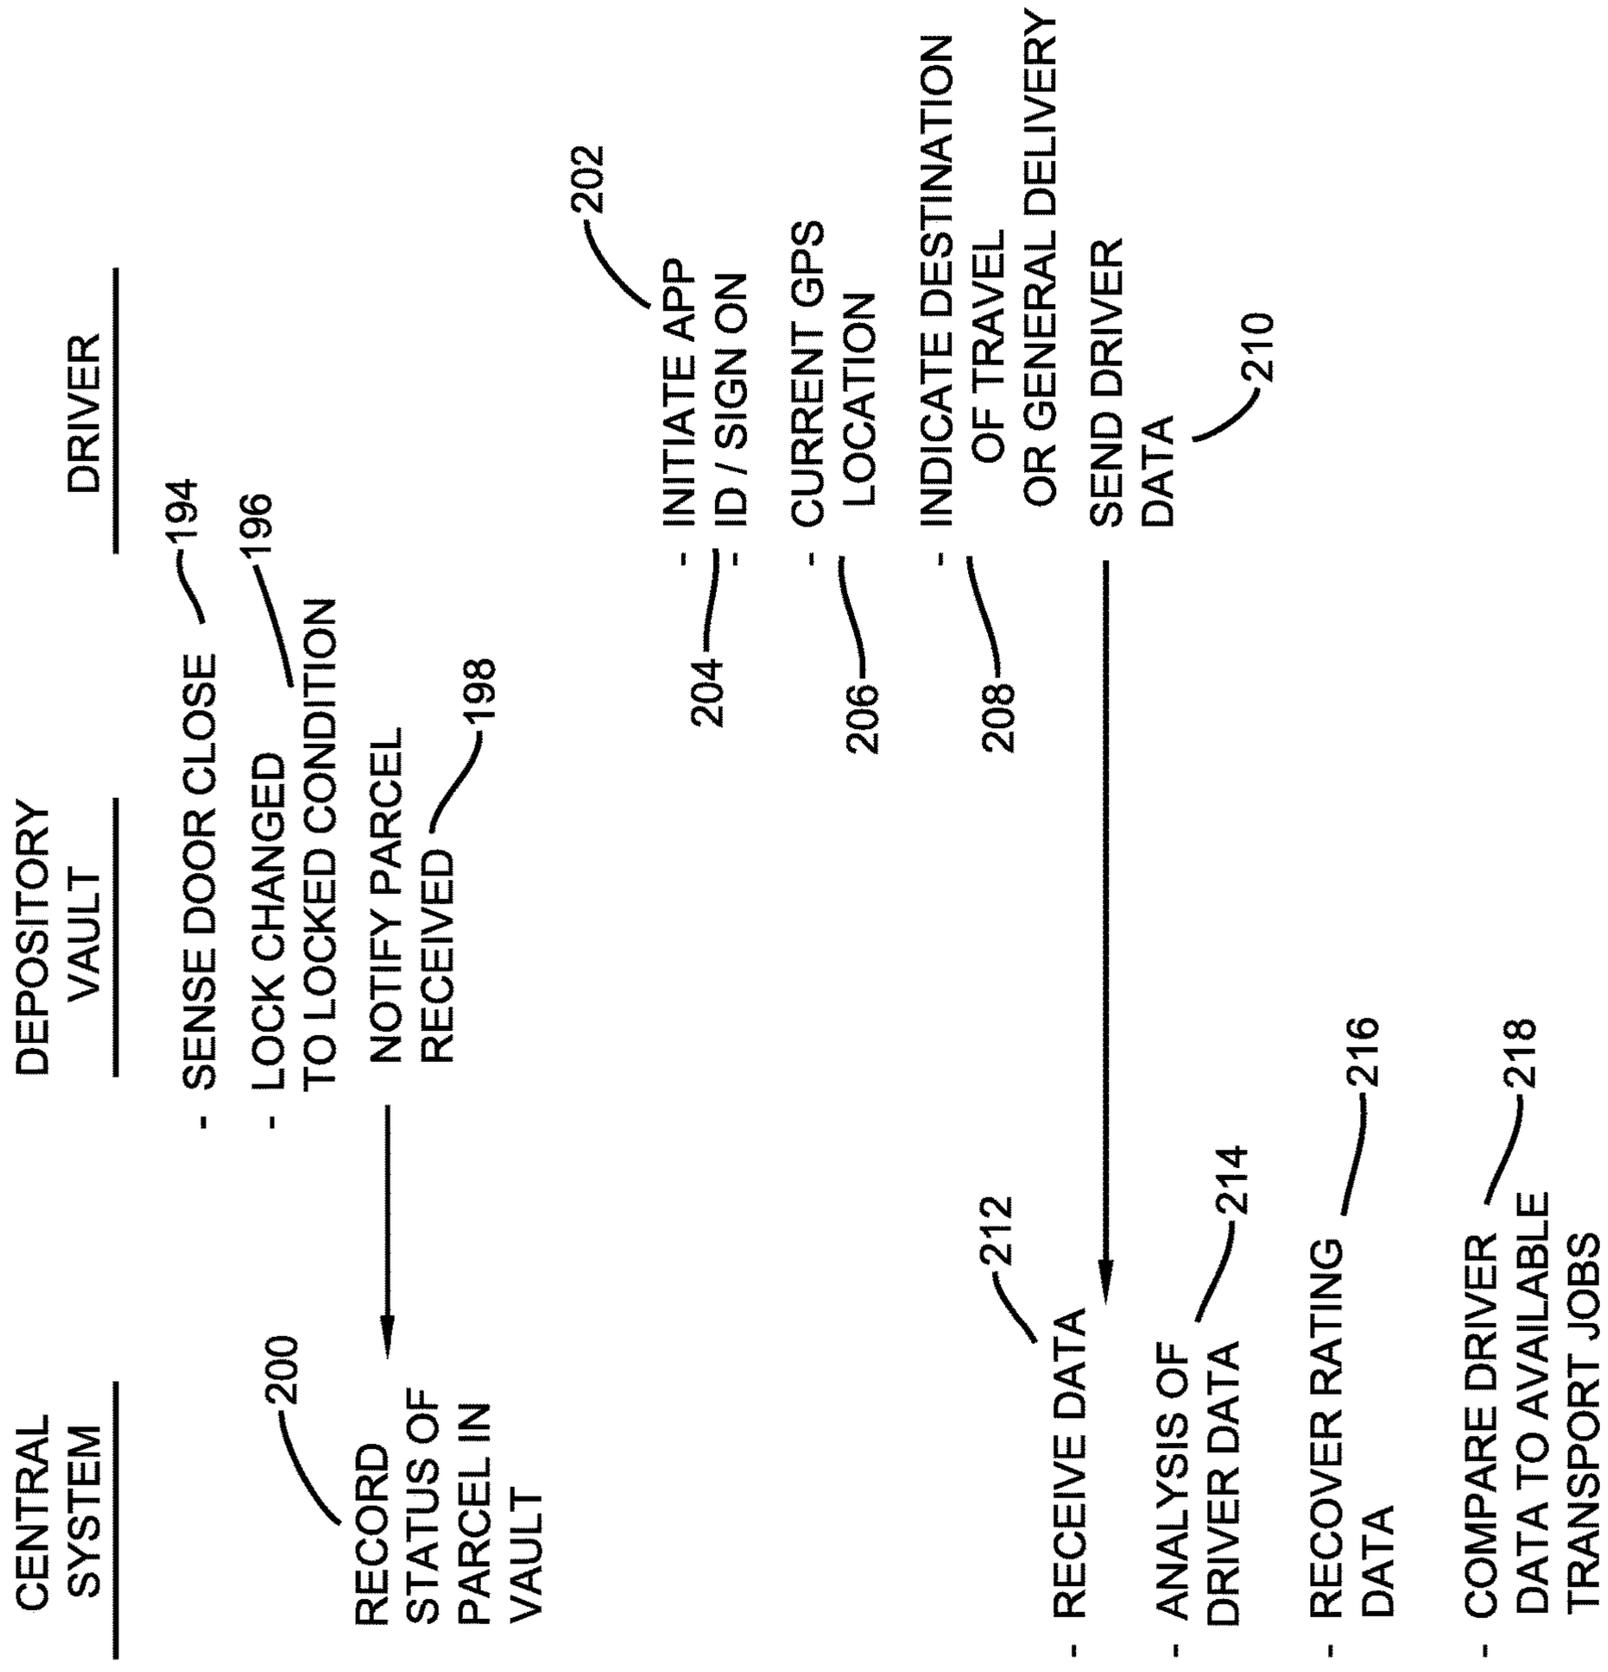 CENTRAL
SYSTEM
DEPOSITORY
VAULT
DRIVER
- SENSE DOOR CLOSE
194
- LOCK CHANGED
TO LOCKED CONDITION
196
NOTIFY PARCEL
RECEIVED
198
200
RECORD
STATUS OF
PARCEL IN
VAULT
202
- INITIATE APP
- ID / SIGN ON
204
- CURRENT GPS
LOCATION
206
- INDICATE DESTINATION
OF TRAVEL
OR GENERAL DELIVERY
208
SEND DRIVER
DATA
210
212
- RECEIVE DATA
- ANALYSIS OF
DRIVER DATA
214
- RECOVER RATING
DATA
216
- COMPARE DRIVER
DATA TO AVAILABLE
TRANSPORT JOBS
218